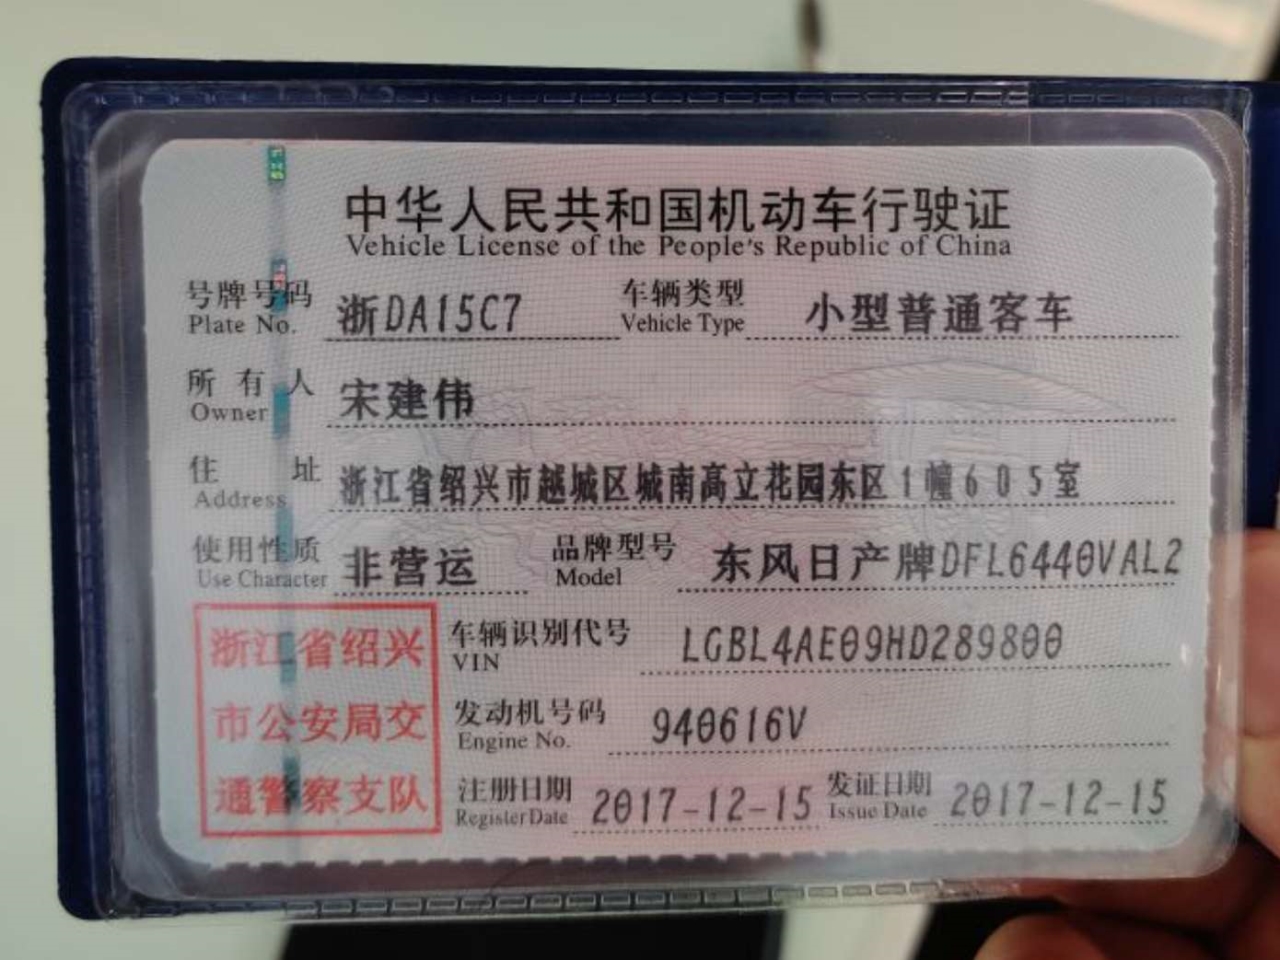 中华人民共和国机动车行驶证
Vehicle License of the People's Republic of China
号牌号码 浙DA15C7 车辆类型 小型普通客车
Plate No. Vehicle Type
所有人 宋建伟
Owner
住址 浙江省绍兴市越城区城南高立花园东区1幢605室
Address
使用性质 非营运 品牌型号 东风日产牌DFL6440VAL2
Use Character Model
浙江省绍兴
市公安局交
通警察支队
车辆识别代号 LGBL4AE09HD289800
VIN
发动机号码 940616V
Engine No.
注册日期 2017-12-15 发证日期 2017-12-15
Register Date Issue Date